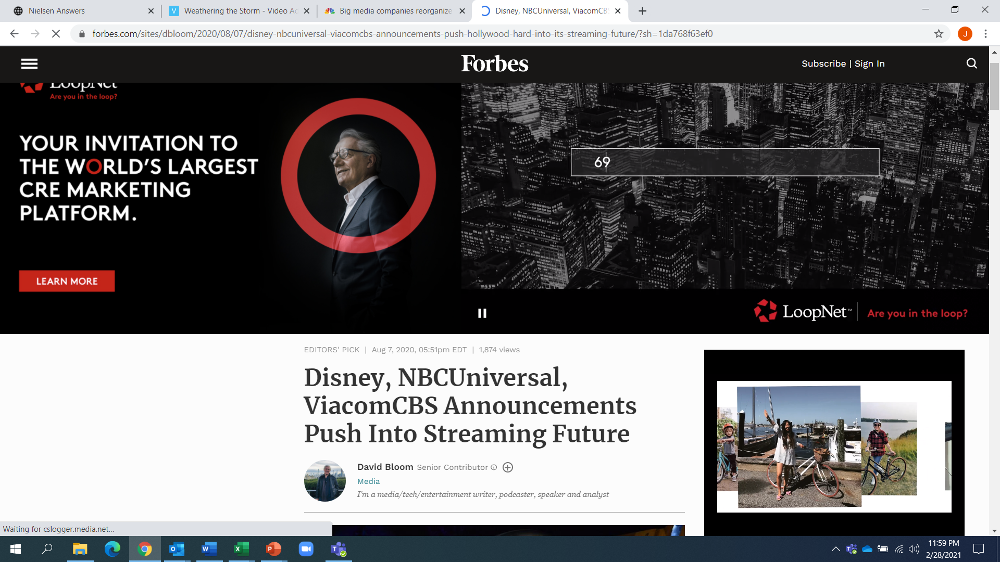 Nielsen Answers
Weathering the Storm - Video Ad
Big media companies reorganize
Disney, NBCUniversal, ViacomCBS
forbes.com/sites/dbloom/2020/08/07/disney-nbcuniversal-viacomcbs-announcements-push-hollywood-hard-into-its-streaming-future/?sh=1da768f63ef0
J
Forbes
Subscribe | Sign In
LoopNet
Are you in the loop?
YOUR INVITATION TO
THE WORLD'S LARGEST
CRE MARKETING
PLATFORM.
LEARN MORE
69
LoopNet™ | Are you in the loop?
EDITORS' PICK | Aug 7, 2020, 05:51pm EDT | 1,874 views
Disney, NBCUniversal,
ViacomCBS Announcements
Push Into Streaming Future
David Bloom Senior Contributor
Media
I'm a media/tech/entertainment writer, podcaster, speaker and analyst
Waiting for cslogger.media.net...
11:59 PM
2/28/2021